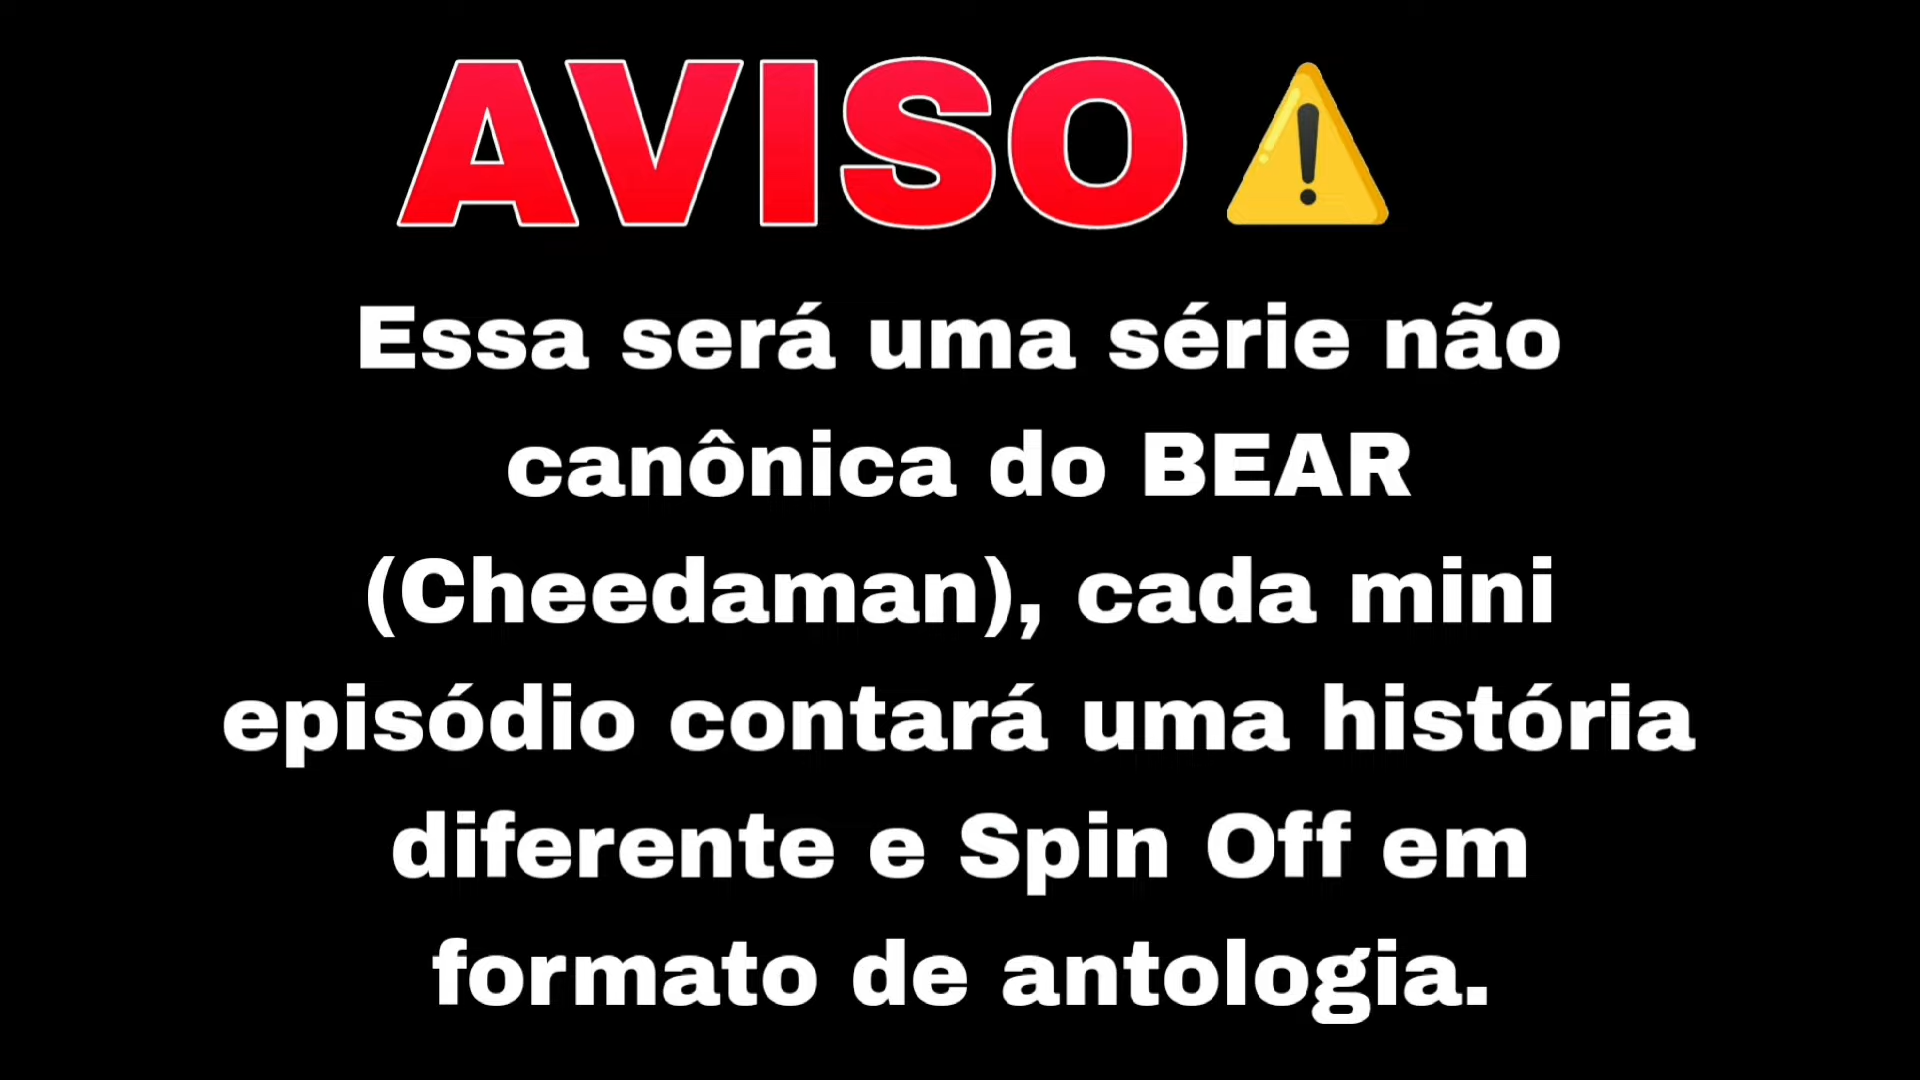 AVISO⚠️
Essa será uma série não
canônica do BEAR
(Cheedaman), cada mini
episódio contará uma história
diferente e Spin Off em
formato de antologia.